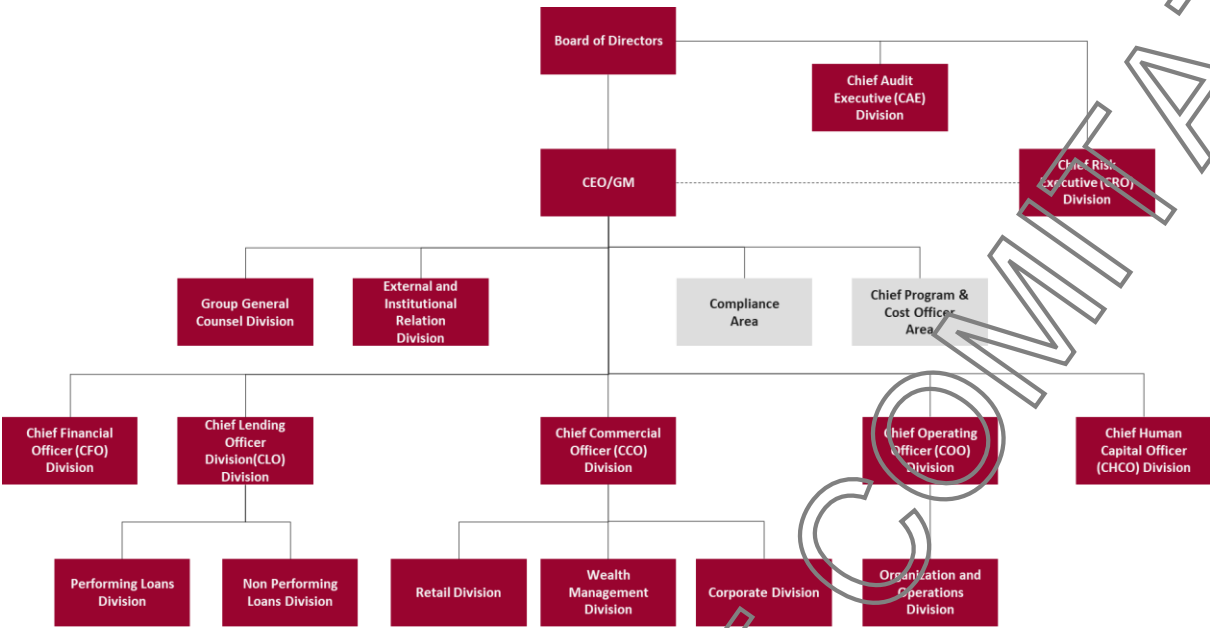 Board of Directors
Chief Audit
Executive (CAE)
Division
CEO/GM
Chief Risk
Executive (CRO)
Division
Group General
Counsel Division
External and
Institutional
Relation
Division
Compliance
Area
Chief Program &
Cost Officer
Area
Chief Financial
Officer (CFO)
Division
Chief Lending
Officer
Division(CLO)
Division
Chief Commercial
Officer (CCO)
Division
Chief Operating
Officer (COO)
Division
Chief Human
Capital Officer
(CHCO) Division
Performing Loans
Division
Non Performing
Loans Division
Retail Division
Wealth
Management
Division
Corporate Division
Organization and
Operations
Division
COMITA